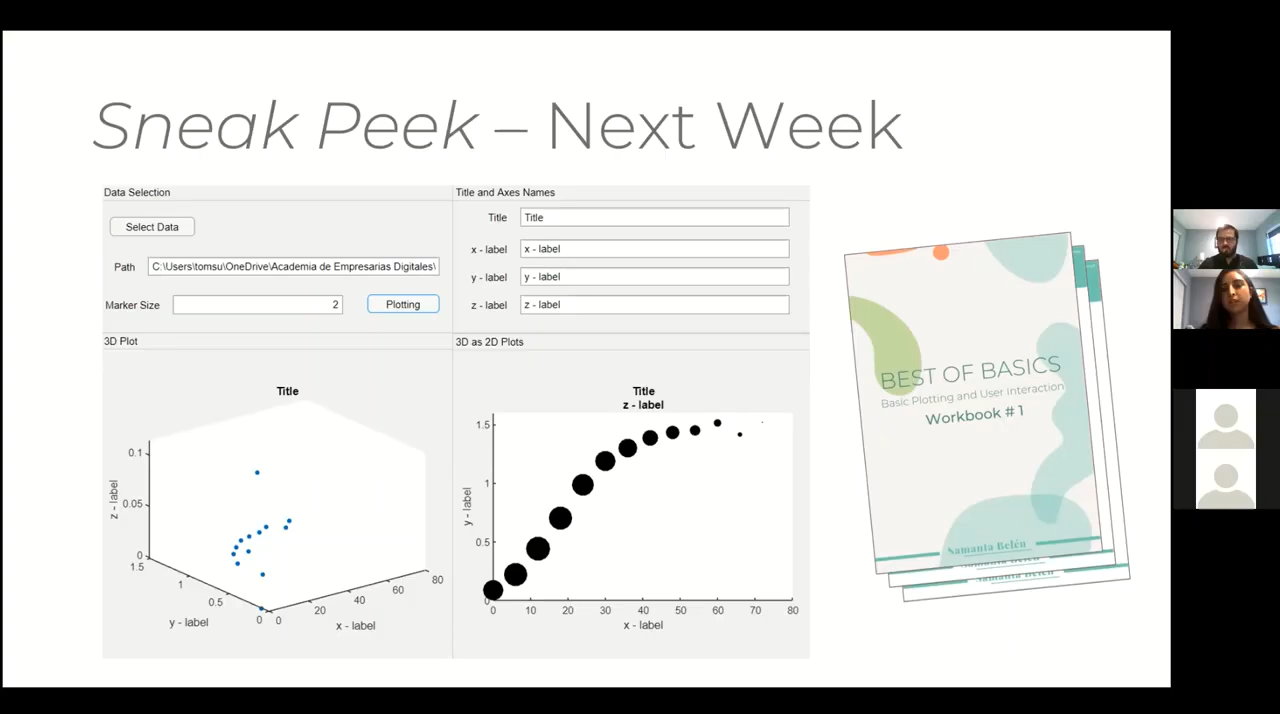 Sneak Peek – Next Week
Data Selection
Select Data
Path C:\Users\tomsu\OneDrive\Academia de Empresarias Digitales\
Marker Size 2 Plotting
Title and Axes Names
Title Title
x - label x - label
y - label y - label
z - label z - label
3D Plot
Title
0.1
0.05
0
z - label
1.5
1
0.5
0
y - label
0
20
40
60
80
x - label
3D as 2D Plots
Title
z - label
1.5
1
0.5
0
y - label
0 10 20 30 40 50 60 70 80
x - label
BEST OF BASICS
Basic Plotting and User Interaction
Workbook # 1
Samanta Belén